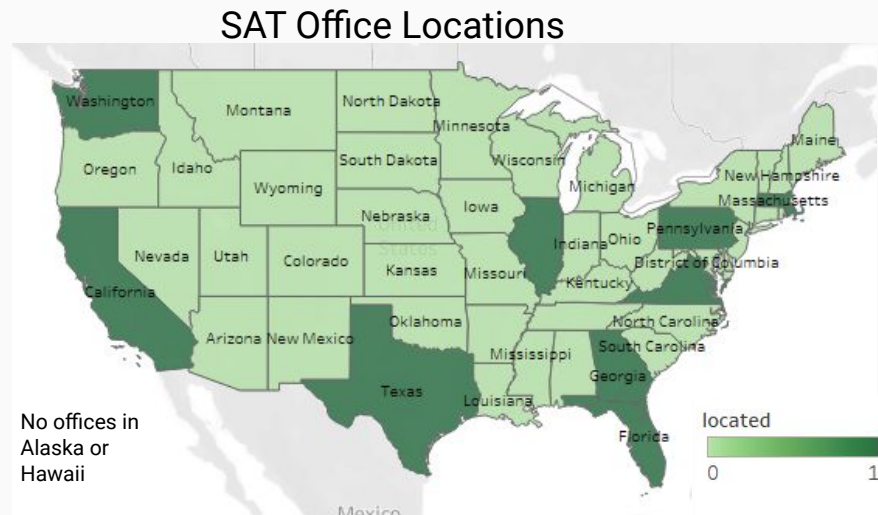 SAT Office Locations
Washington
Montana
North Dakota
Minnesota
Maine
Oregon
Idaho
South Dakota
Wisconsin
Michigan
New Hampshire
Wyoming
Massachusetts
Nebraska
Iowa
Pennsylvania
United
States
Nevada
Utah
Colorado
Kansas
Missouri
Indiana
Ohio
District of Columbia
California
Kentucky
Arizona
New Mexico
Oklahoma
North Carolina
Mississippi
South Carolina
Georgia
Texas
Louisiana
Florida
No offices in
Alaska or
Hawaii
located
0
1
Mexico